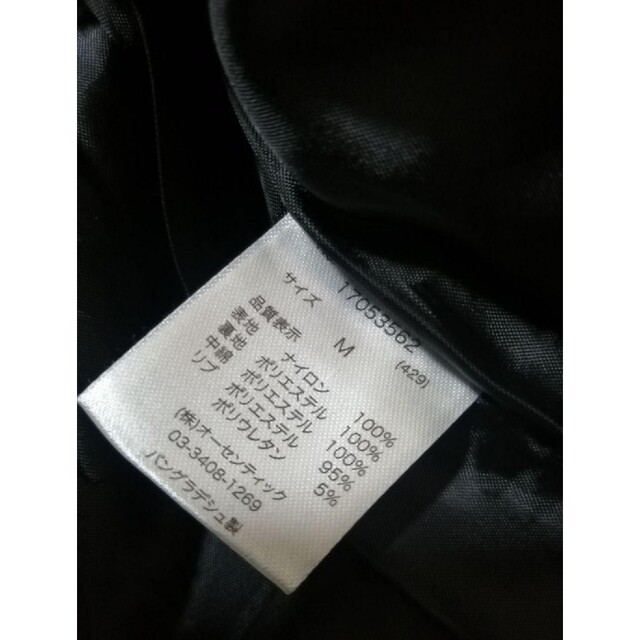 17053562 (429)
サイズ M
品質表示
表地 ナイロン 100%
裏地 ポリエステル 100%
中綿 ポリエステル 100%
リブ ポリエステル 95%
ポリウレタン 5%
(株)オーセンティック
03-3408-1269
バングラデシュ製